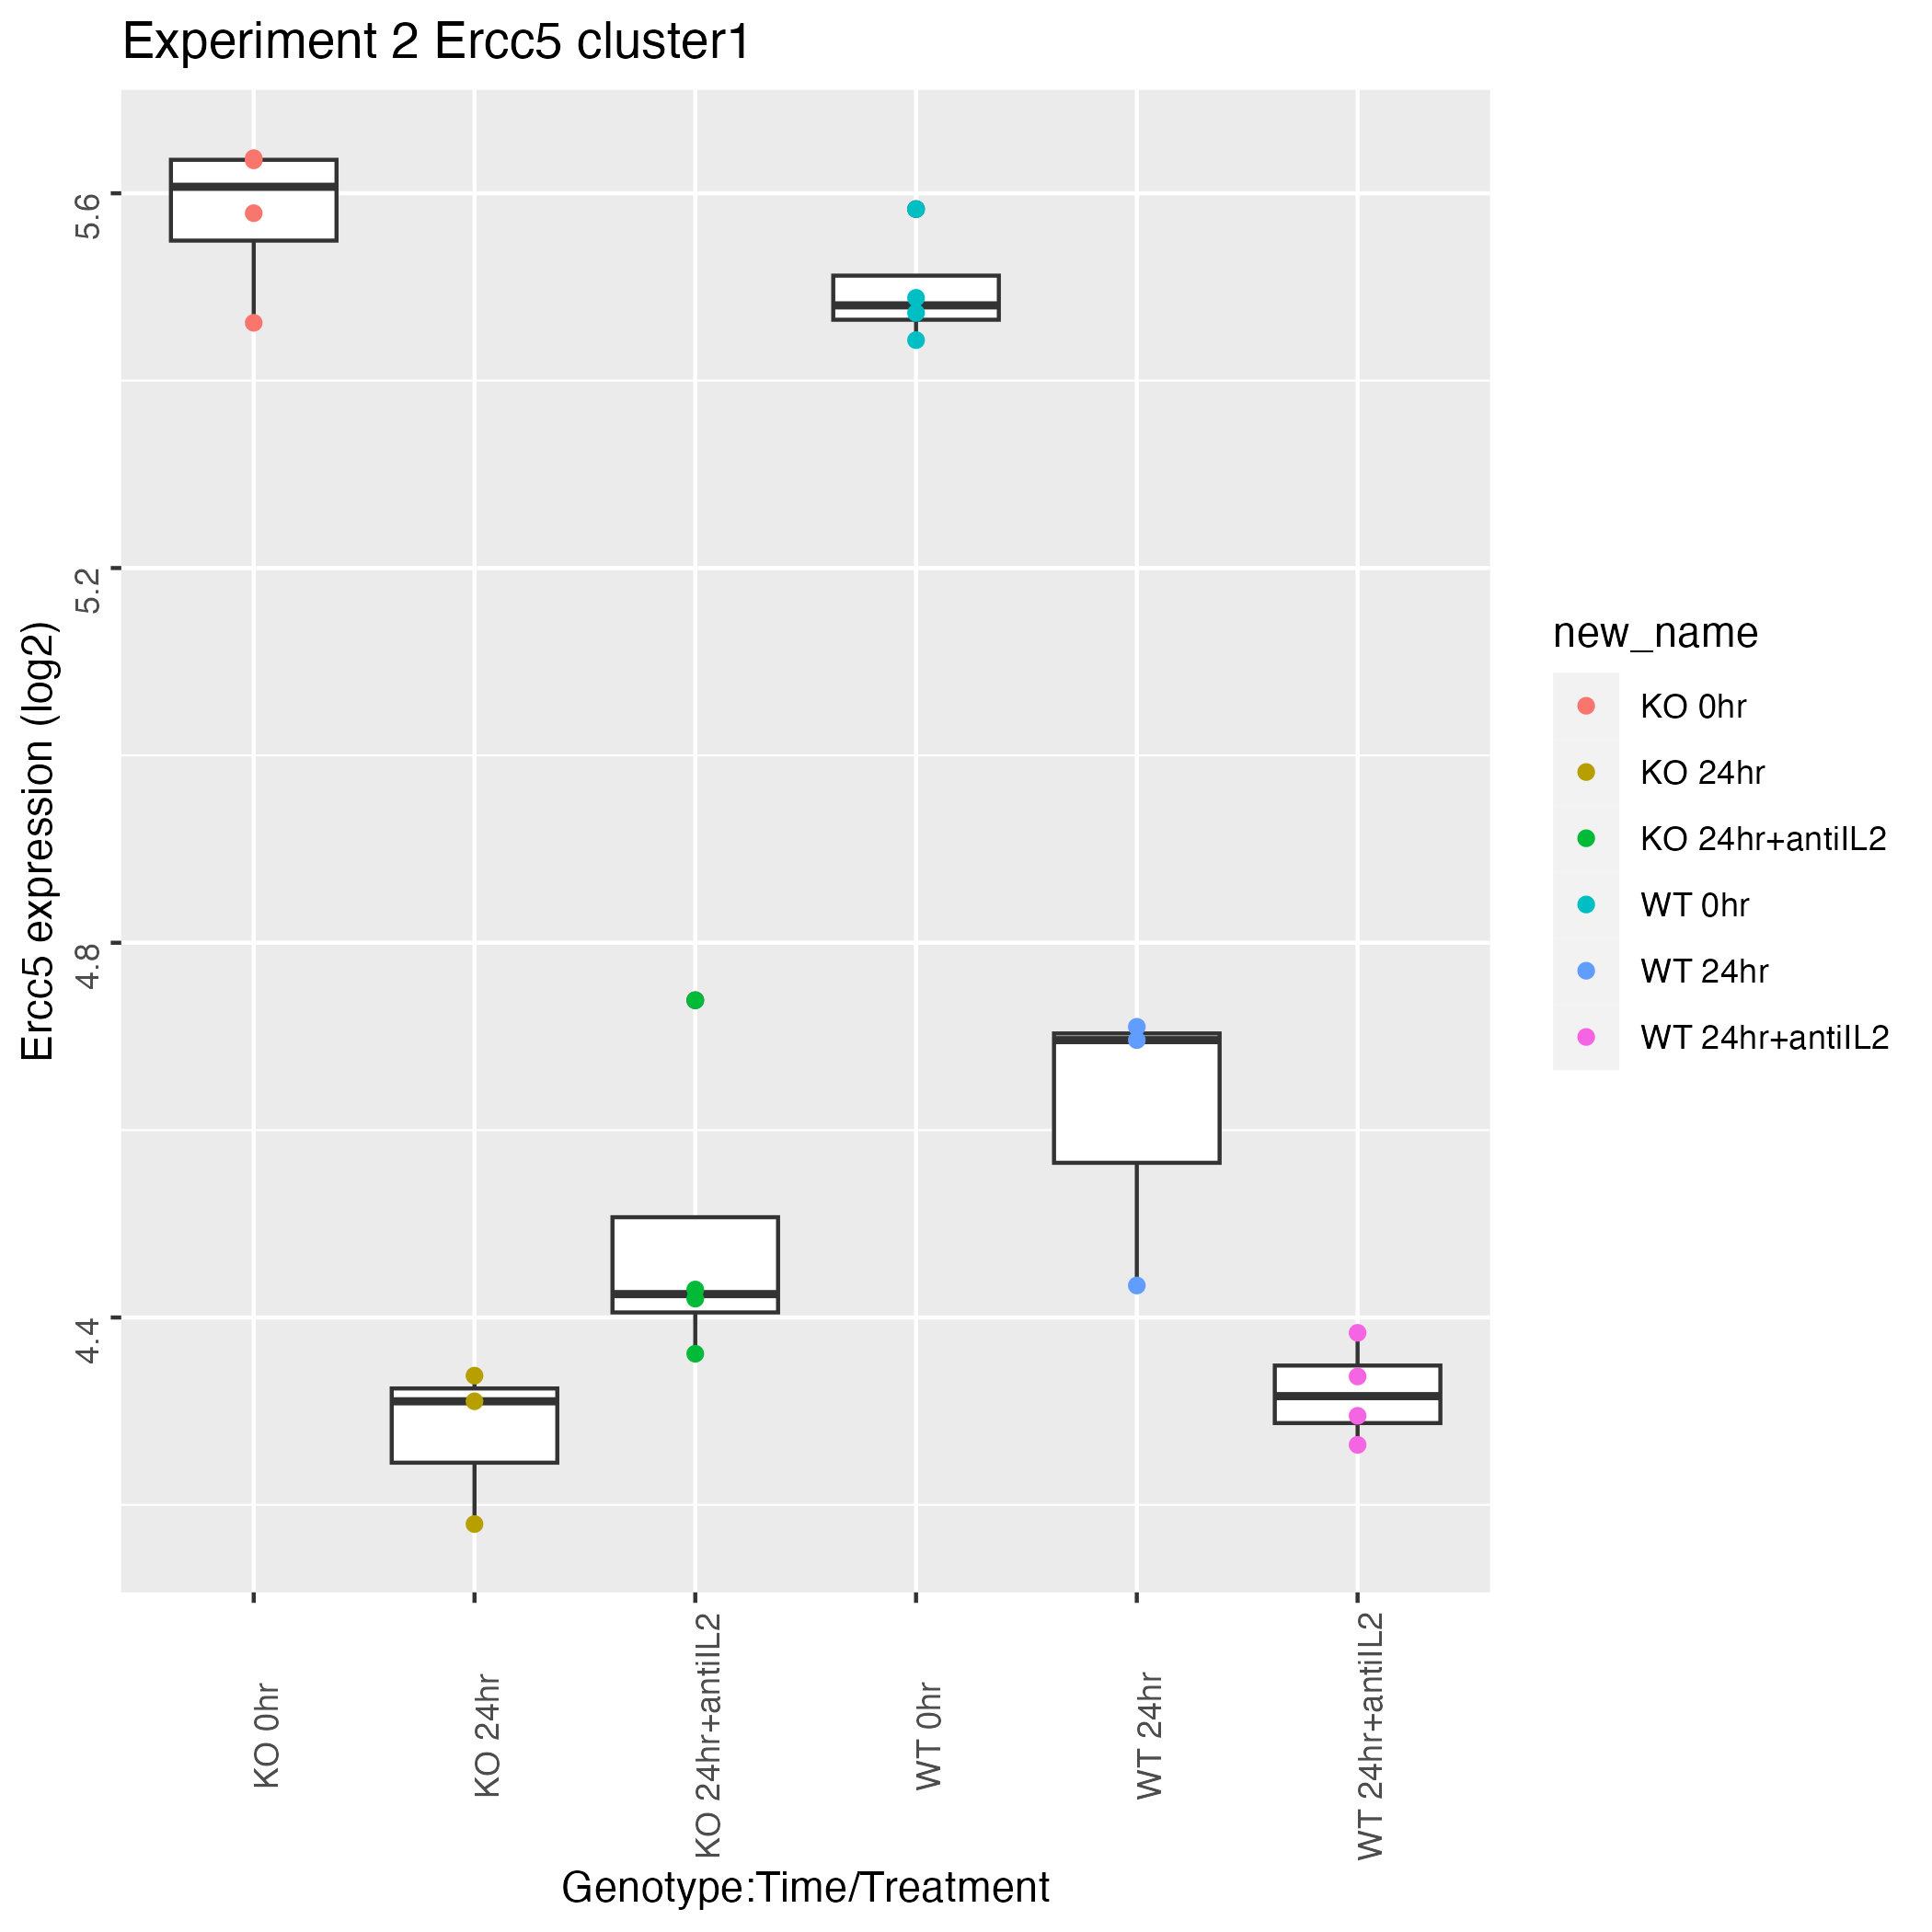 Experiment 2 Ercc5 cluster1
Ercc5 expression (log2)
5.6
5.2
4.8
4.4
KO 0hr
KO 24hr
KO 24hr+antiIL2
WT 0hr
WT 24hr
WT 24hr+antiIL2
Genotype:Time/Treatment
new_name
KO 0hr
KO 24hr
KO 24hr+antiIL2
WT 0hr
WT 24hr
WT 24hr+antiIL2